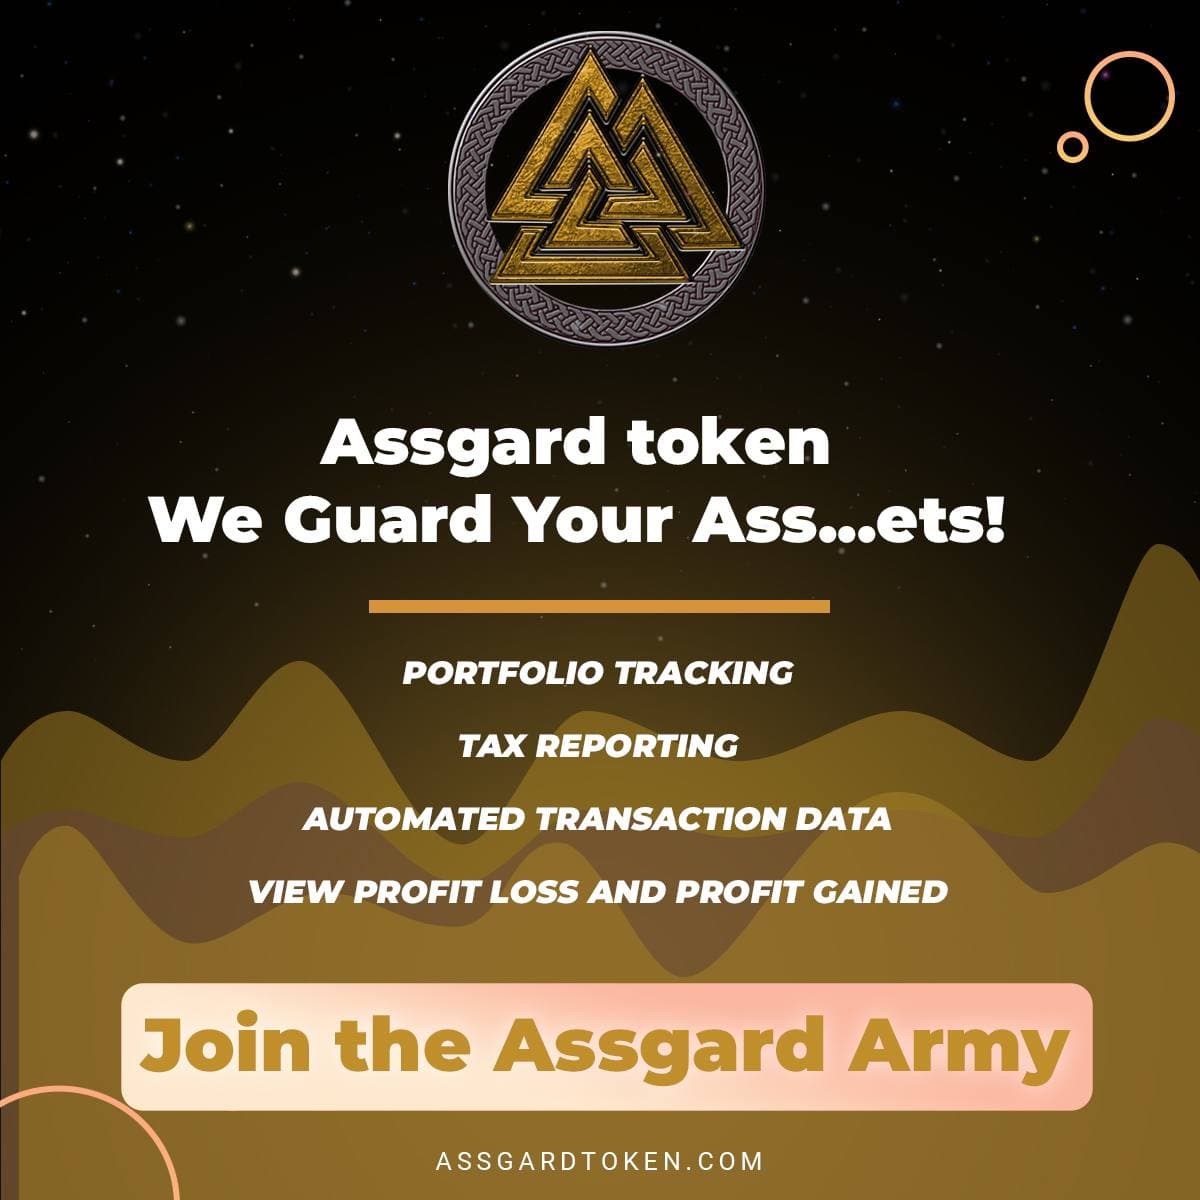 Assgard token
We Guard Your Ass...ets!
PORTFOLIO TRACKING
TAX REPORTING
AUTOMATED TRANSACTION DATA
VIEW PROFIT LOSS AND PROFIT GAINED
Join the Assgard Army
ASSGARDTOKEN.COM